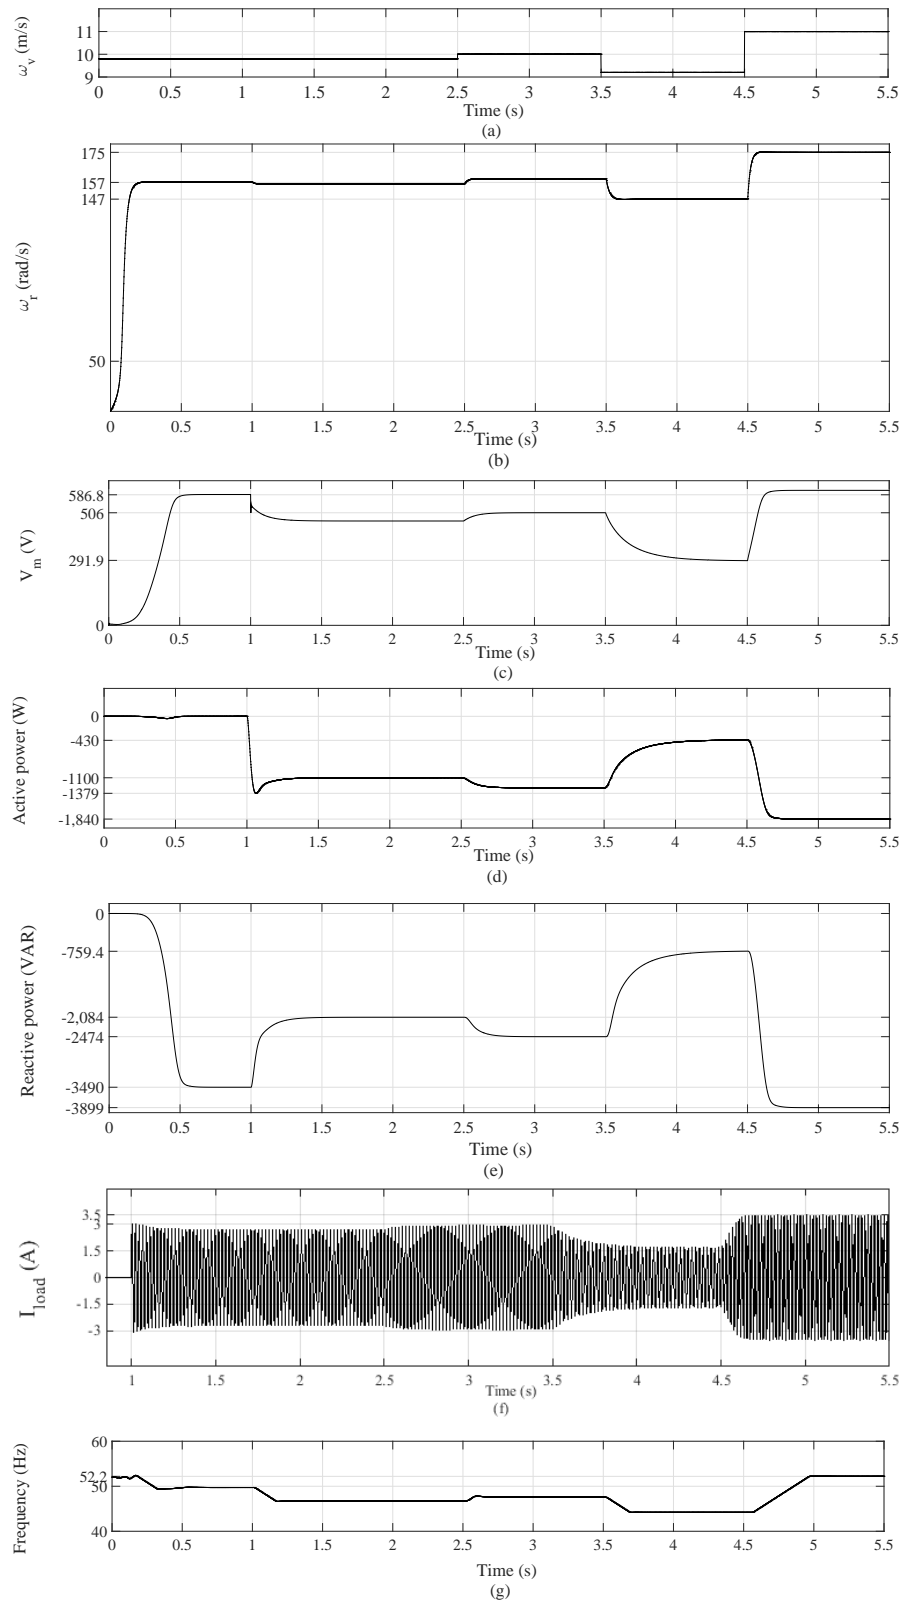 ω_v (m/s)
11
10
9
0 0.5 1 1.5 2 2.5 3 3.5 4 4.5 5 5.5
Time (s)
(a)
ω_r (rad/s)
175
157
147
50
0 0.5 1 1.5 2 2.5 3 3.5 4 4.5 5 5.5
Time (s)
(b)
V_m (V)
586.8
506
291.9
0
0 0.5 1 1.5 2 2.5 3 3.5 4 4.5 5 5.5
Time (s)
(c)
Active power (W)
0
-430
-1100
-1379
-1,840
0 0.5 1 1.5 2 2.5 3 3.5 4 4.5 5 5.5
Time (s)
(d)
Reactive power (VAR)
0
-759.4
-2,084
-2474
-3490
-3899
0 0.5 1 1.5 2 2.5 3 3.5 4 4.5 5 5.5
Time (s)
(e)
I_load (A)
3.5
3
1.5
0
-1.5
-3
1 1.5 2 2.5 3 3.5 4 4.5 5 5.5
Time (s)
(f)
Frequency (Hz)
60
52.2
50
40
0 0.5 1 1.5 2 2.5 3 3.5 4 4.5 5 5.5
Time (s)
(g)